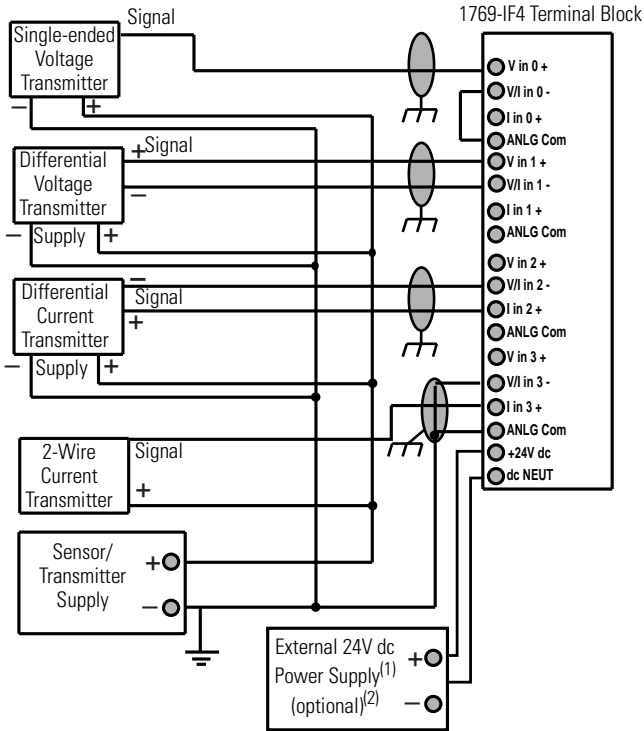 1769-IF4 Terminal Block
Signal
Single-ended
Voltage
Transmitter
− +
V in 0 +
V/I in 0 -
I in 0 +
ANLG Com
+Signal
Differential
Voltage
Transmitter
−
− Supply +
V in 1 +
V/I in 1 -
I in 1 +
ANLG Com
−
Differential
Current
Transmitter
Signal
+
− Supply +
V in 2 +
V/I in 2 -
I in 2 +
ANLG Com
V in 3 +
V/I in 3 -
I in 3 +
ANLG Com
+24V dc
dc NEUT
2-Wire
Current
Transmitter
Signal
+
Sensor/
Transmitter
Supply
+
−
External 24V dc
Power Supply(1)
(optional)(2)
+
−